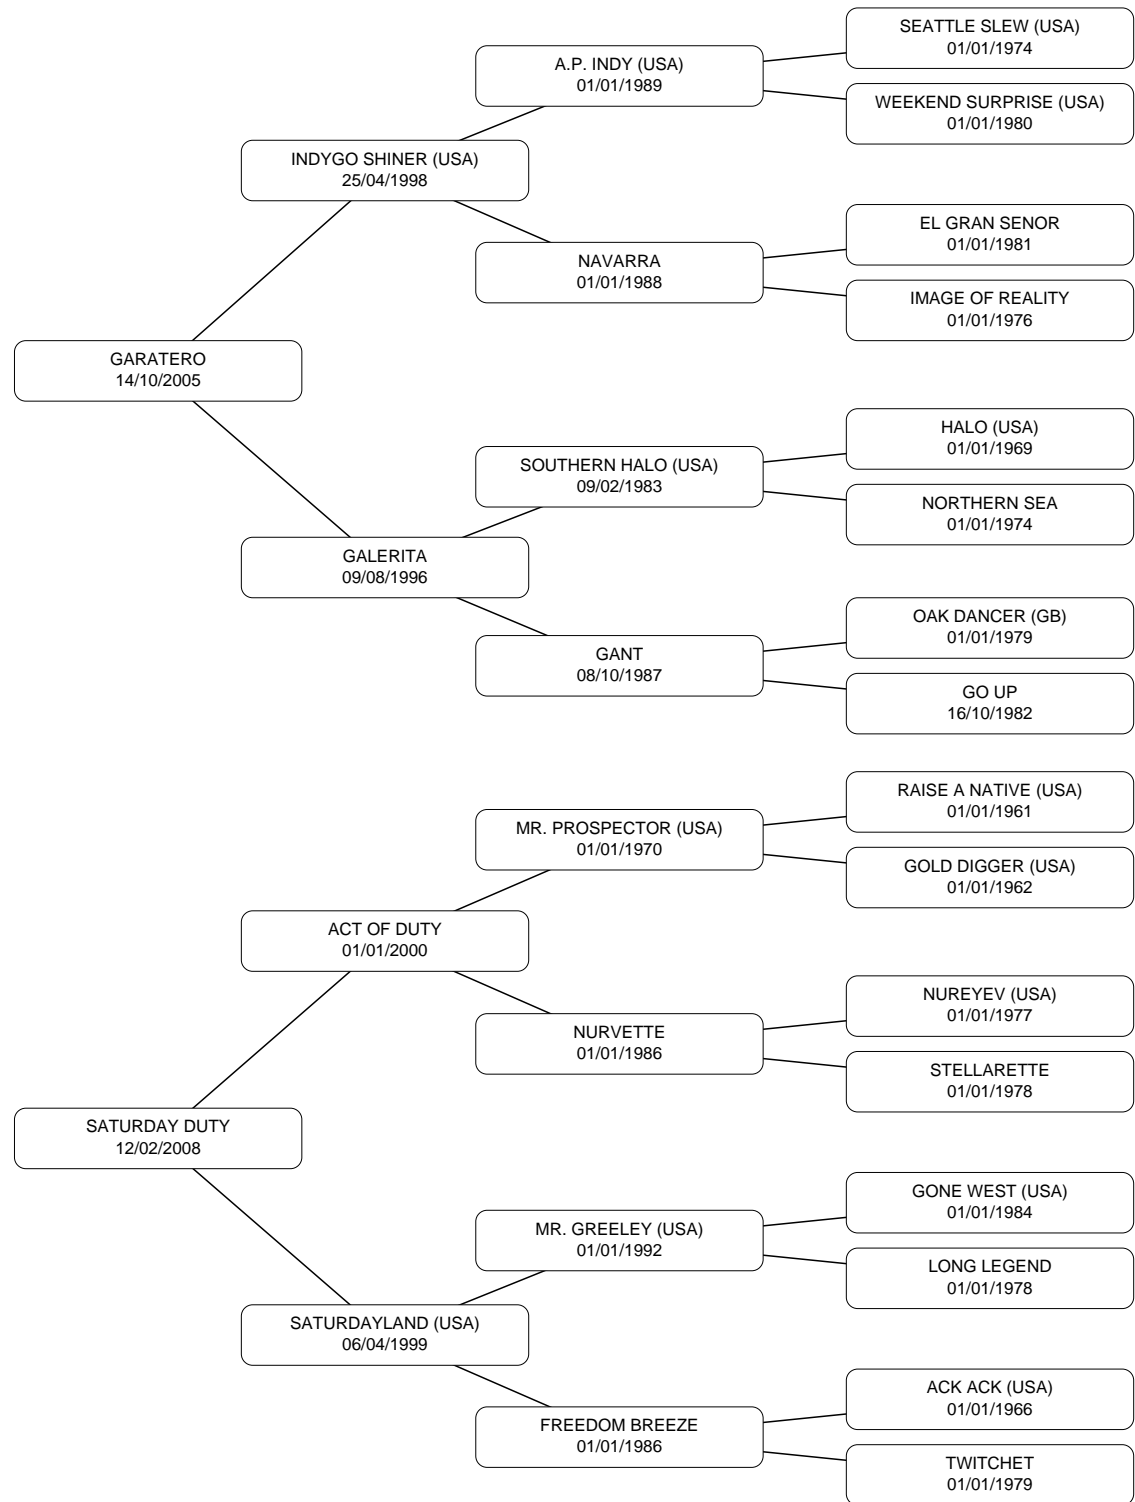 SEATTLE SLEW (USA)
01/01/1974
A.P. INDY (USA)
01/01/1989
WEEKEND SURPRISE (USA)
01/01/1980
INDYGO SHINER (USA)
25/04/1998
EL GRAN SENOR
01/01/1981
NAVARRA
01/01/1988
IMAGE OF REALITY
01/01/1976
GARATERO
14/10/2005
HALO (USA)
01/01/1969
SOUTHERN HALO (USA)
09/02/1983
NORTHERN SEA
01/01/1974
GALERITA
09/08/1996
OAK DANCER (GB)
01/01/1979
GANT
08/10/1987
GO UP
16/10/1982
RAISE A NATIVE (USA)
01/01/1961
MR. PROSPECTOR (USA)
01/01/1970
GOLD DIGGER (USA)
01/01/1962
ACT OF DUTY
01/01/2000
NUREYEV (USA)
01/01/1977
NURVETTE
01/01/1986
STELLARETTE
01/01/1978
SATURDAY DUTY
12/02/2008
GONE WEST (USA)
01/01/1984
MR. GREELEY (USA)
01/01/1992
LONG LEGEND
01/01/1978
SATURDAYLAND (USA)
06/04/1999
ACK ACK (USA)
01/01/1966
FREEDOM BREEZE
01/01/1986
TWITCHET
01/01/1979